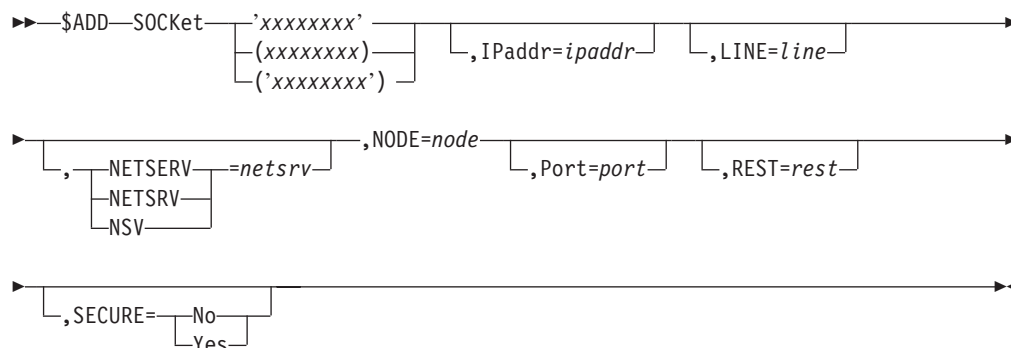 $ADD SOCKet 'xxxxxxxx' ,IPaddr=ipaddr ,LINE=line
(xxxxxxxx)
('xxxxxxxx')
, NETSERV =netsrv ,NODE=node ,Port=port ,REST=rest
NETSRV
NSV
,SECURE= No
Yes